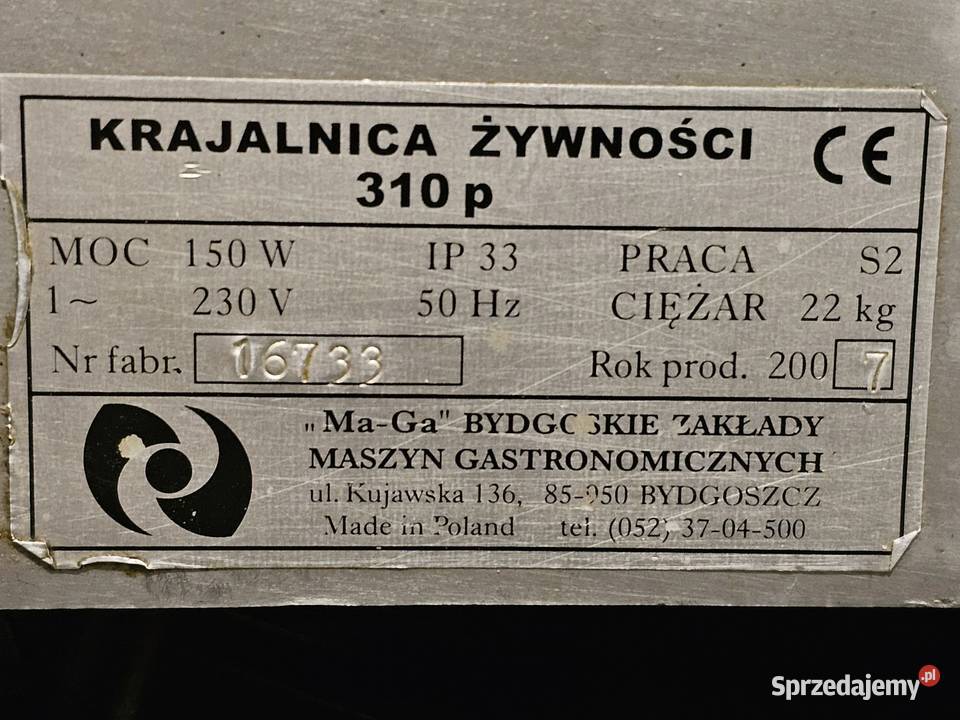 KRAJALNICA ŻYWNOŚCI CE
310 p
MOC 150 W IP 33 PRACA S2
1~ 230 V 50 Hz CIĘŻAR 22 kg
Nr fabr. 16733 Rok prod. 2007
„Ma-Ga" BYDGOSKIE ZAKŁADY
MASZYN GASTRONOMICZNYCH
ul. Kujawska 136, 85-950 BYDGOSZCZ
Made in Poland tel. (052) 37-04-500
Sprzedajemy.pl